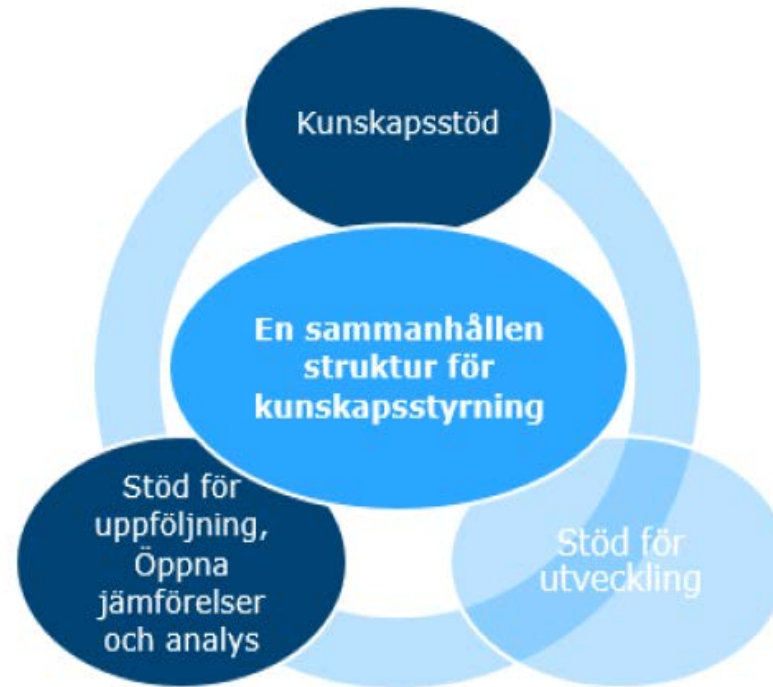 Kunskapsstöd
En sammanhållen
struktur för
kunskapsstyrning
Stöd för
uppföljning,
Öppna
jämförelser
och analys
Stöd för
utveckling